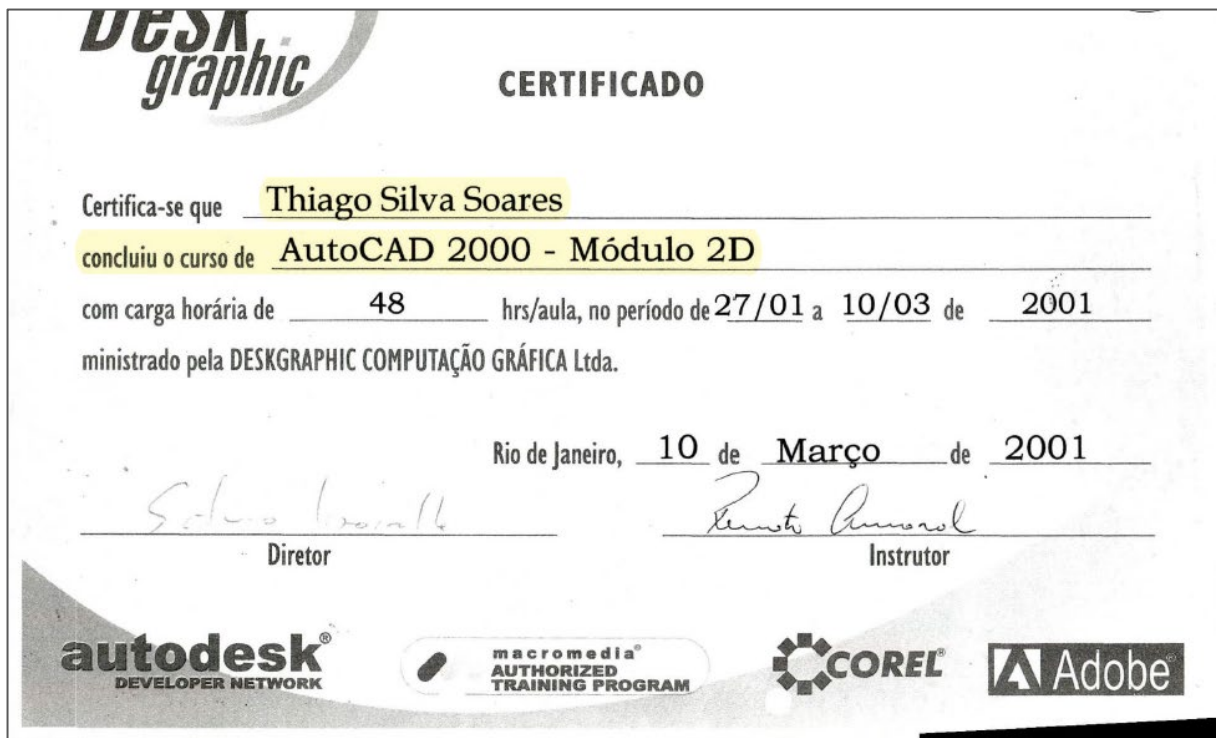 Desk
graphic
CERTIFICADO
Certifica-se que Thiago Silva Soares
concluiu o curso de AutoCAD 2000 - Módulo 2D
com carga horária de 48 hrs/aula, no período de 27/01 a 10/03 de 2001
ministrado pela DESKGRAPHIC COMPUTAÇÃO GRÁFICA Ltda.
Rio de Janeiro, 10 de Março de 2001
Renato Amaral
Diretor Instrutor
autodesk®
DEVELOPER NETWORK
macromedia®
AUTHORIZED
TRAINING PROGRAM
COREL®
Adobe®